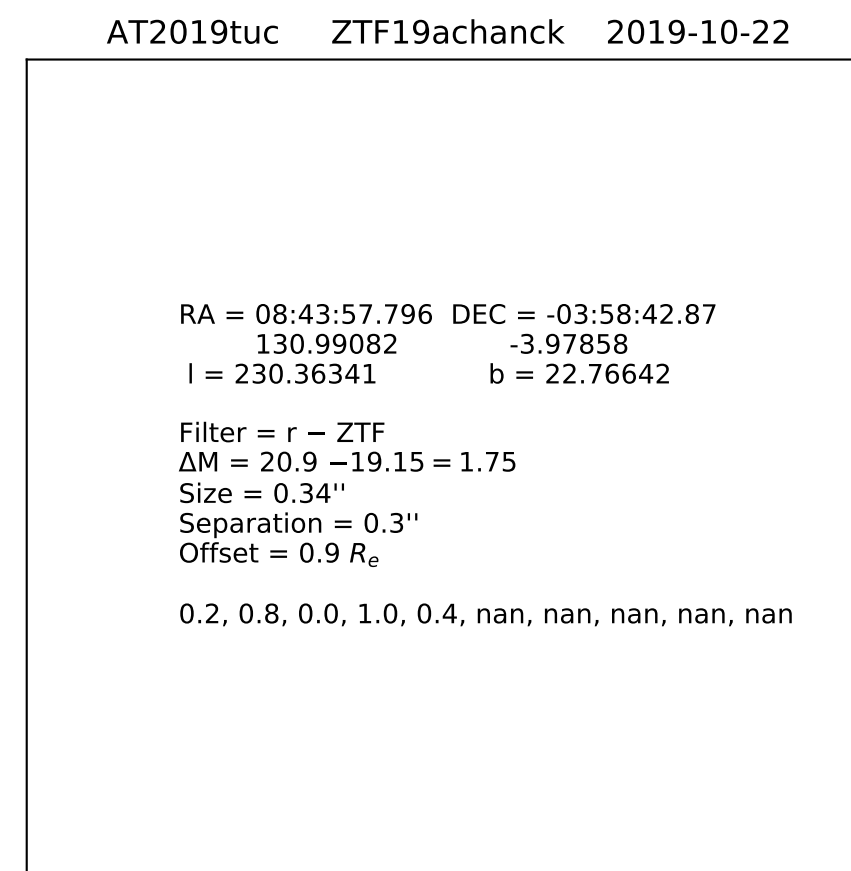 AT2019tuc ZTF19achanck 2019-10-22
RA = 08:43:57.796 DEC = -03:58:42.87
130.99082 -3.97858
l = 230.36341 b = 22.76642
Filter = r − ZTF
ΔM = 20.9 −19.15 = 1.75
Size = 0.34''
Separation = 0.3''
Offset = 0.9 Re
0.2, 0.8, 0.0, 1.0, 0.4, nan, nan, nan, nan, nan